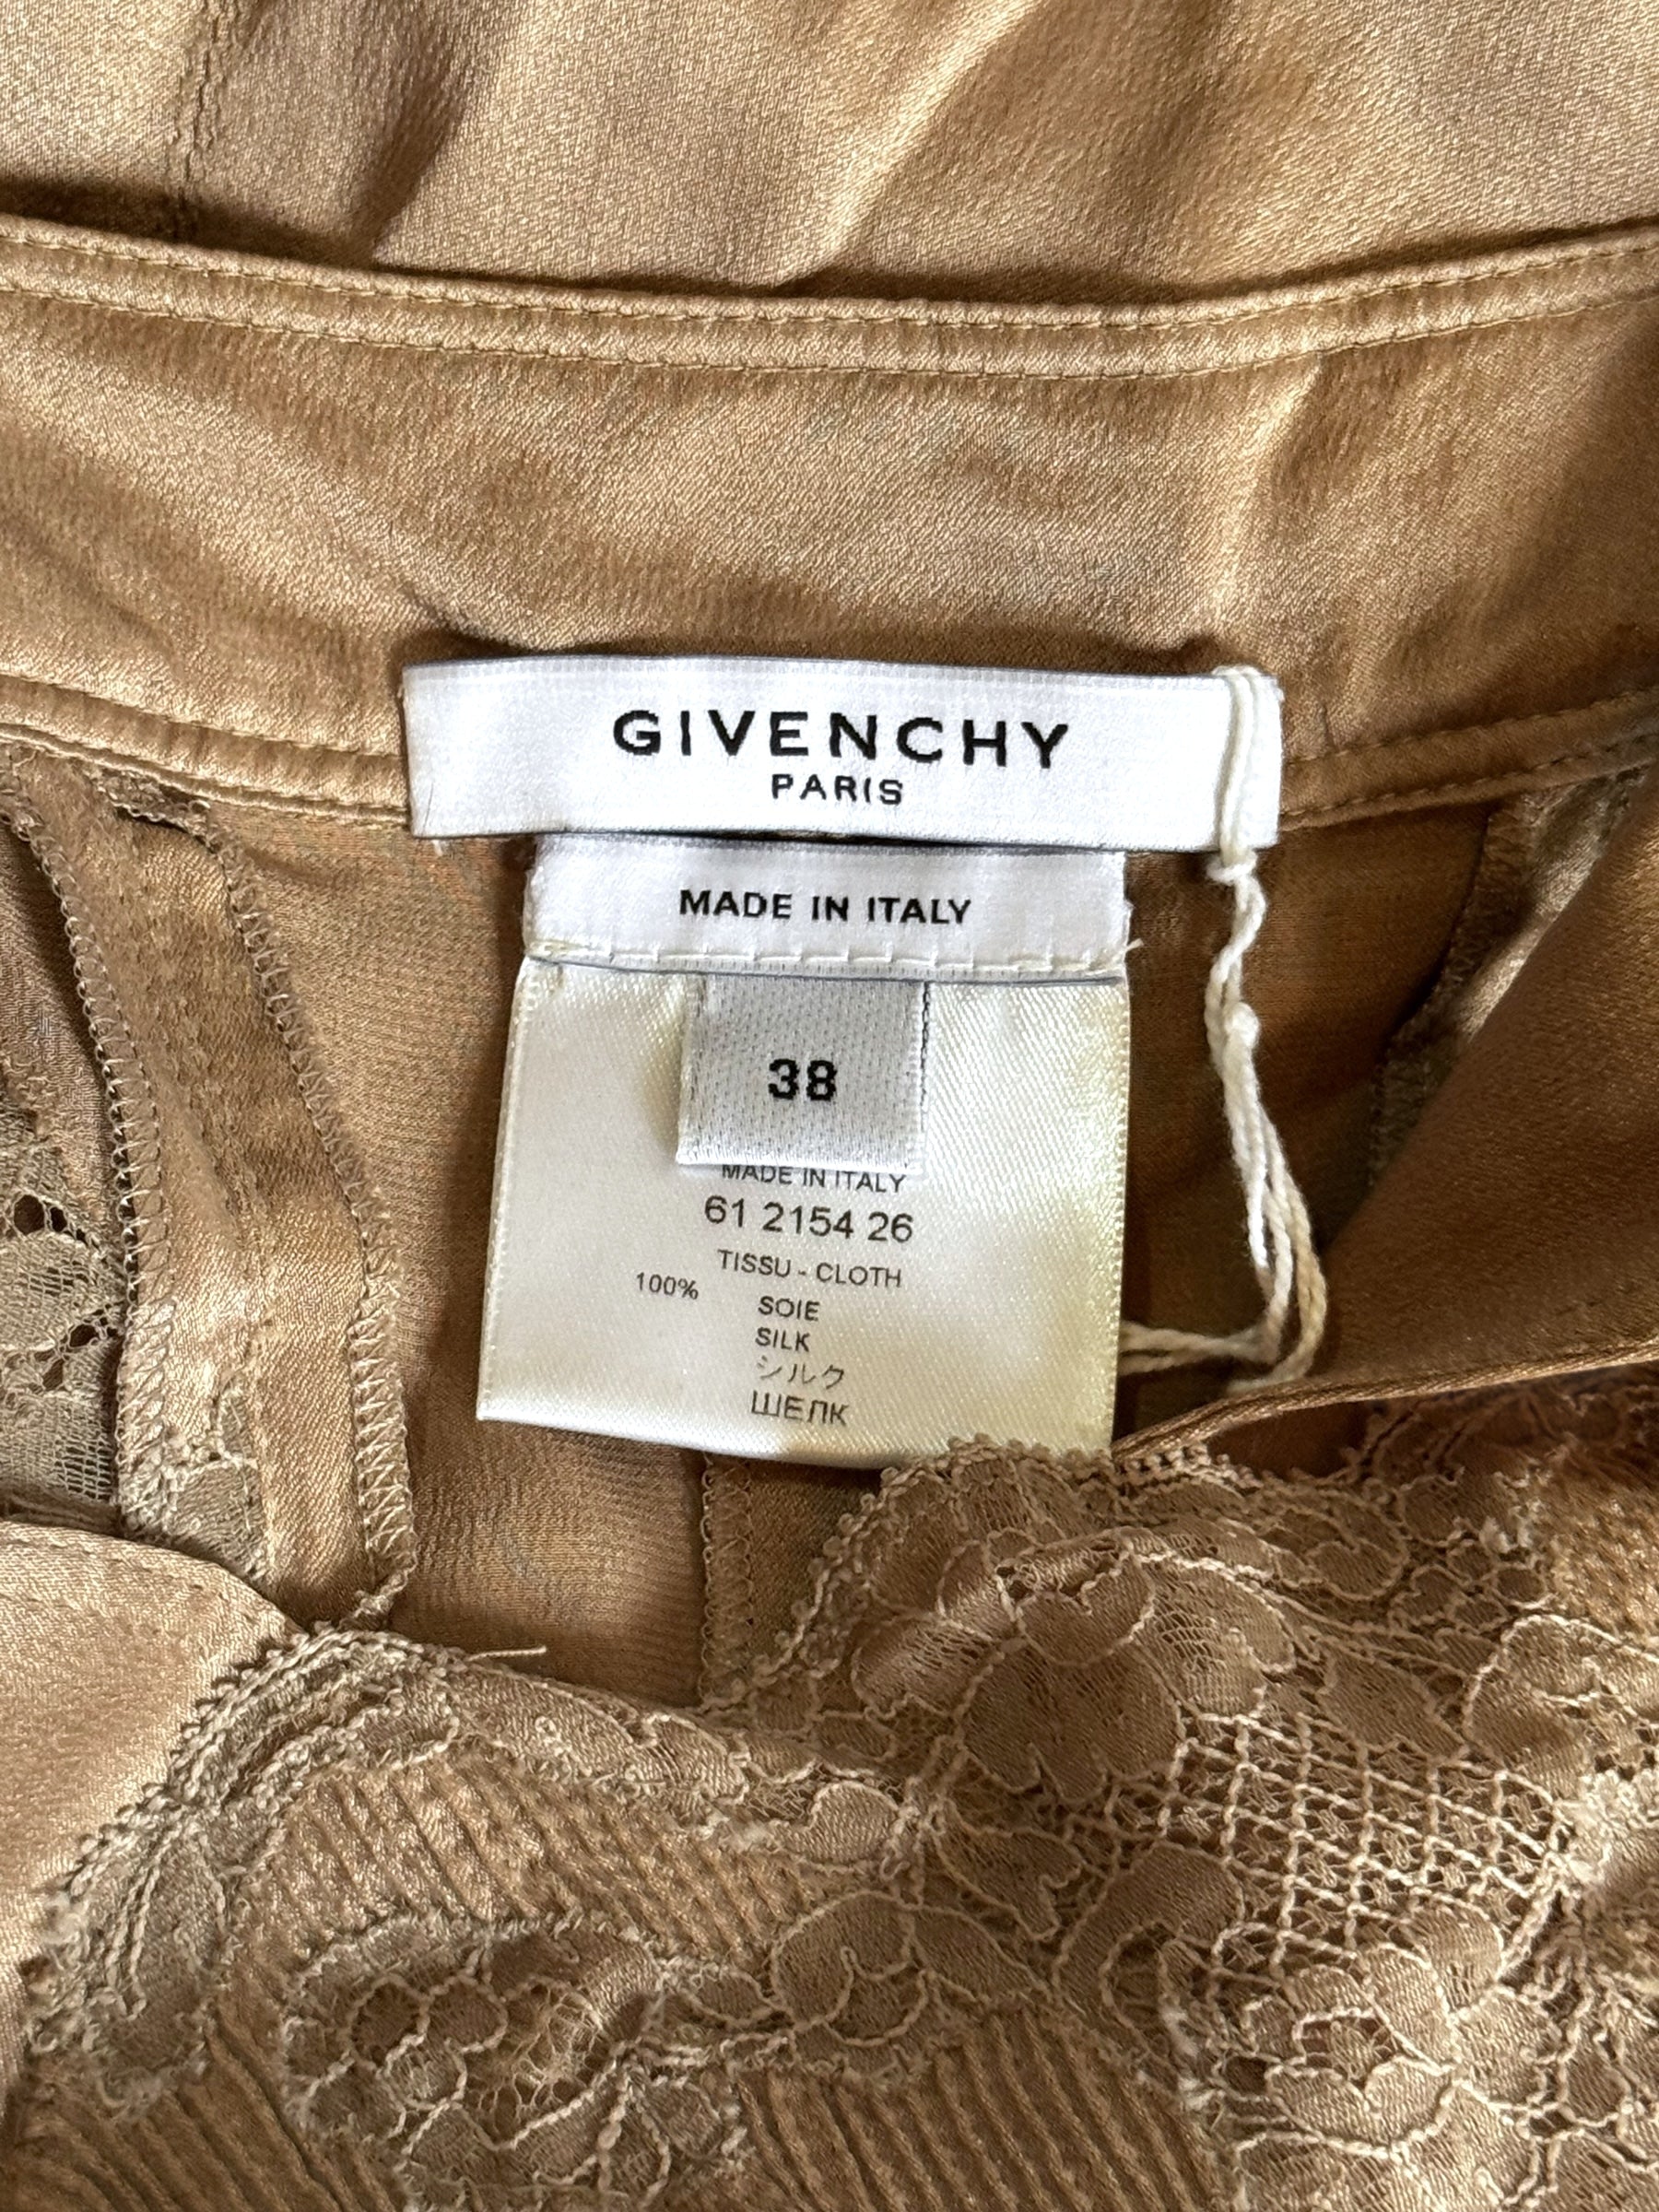 GIVENCHY
PARIS
MADE IN ITALY
38
MADE IN ITALY
61 2154 26
TISSU - CLOTH
100% SOIE
SILK
シルク
ШЕЛК